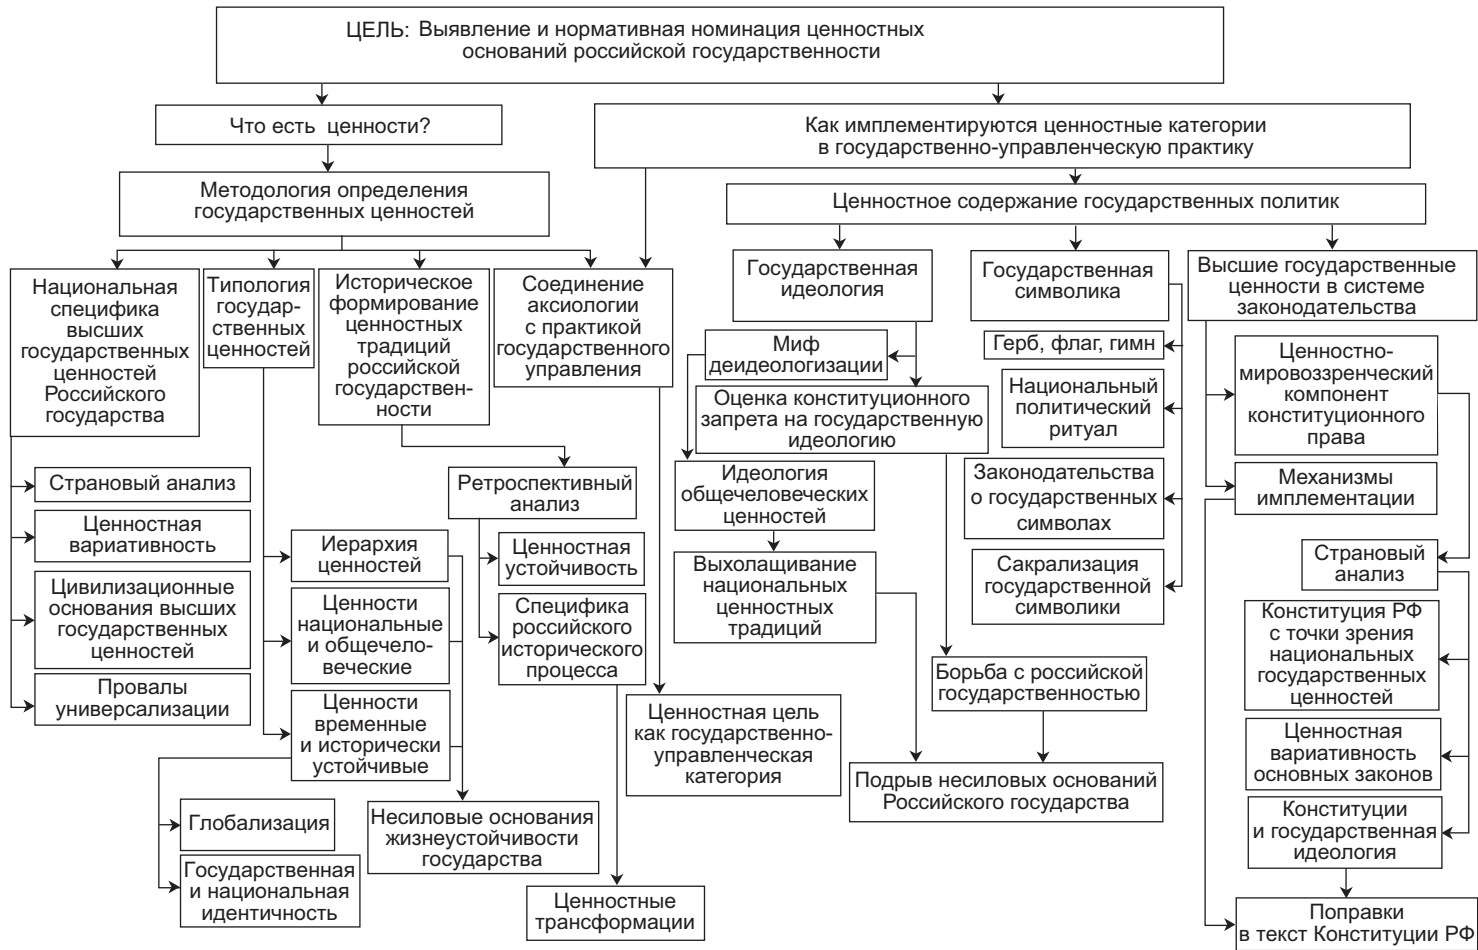 ЦЕЛЬ: Выявление и нормативная номинация ценностных
оснований российской государственности
Что есть ценности?
Как имплементируются ценностные категории
в государственно-управленческую практику
Методология определения
государственных ценностей
Ценностное содержание государственных политик
Национальная
специфика
высших
государственных
ценностей
Российского
государства
Типология
государ-
ственных
ценностей
Историческое
формирование
ценностных
традиций
российской
государствен-
ности
Соединение
аксиологии
с практикой
государственного
управления
Государственная
идеология
Государственная
символика
Высшие государственные
ценности в системе
законодательства
Миф
деидеологизации
Оценка конституционного
запрета на государственную
идеологию
Идеология
общечеловеческих
ценностей
Выхолащивание
национальных
ценностных
традиций
Герб, флаг, гимн
Национальный
политический
ритуал
Законодательства
о государственных
символах
Сакрализация
государственной
символики
Ценностно-
мировоззренческий
компонент
конституционного
права
Механизмы
имплементации
Страновый анализ
Ценностная
вариативность
Цивилизационные
основания высших
государственных
ценностей
Провалы
универсализации
Иерархия
ценностей
Ценности
национальные
и общечело-
веческие
Ценности
временные
и исторически
устойчивые
Ретроспективный
анализ
Ценностная
устойчивость
Специфика
российского
исторического
процесса
Страновый
анализ
Конституция РФ
с точки зрения
национальных
государственных
ценностей
Ценностная
вариативность
основных законов
Конституции
и государственная
идеология
Борьба с российской
государственностью
Ценностная цель
как государственно-
управленческая
категория
Подрыв несиловых оснований
Российского государства
Глобализация
Государственная
и национальная
идентичность
Несиловые основания
жизнеустойчивости
государства
Ценностные
трансформации
Поправки
в текст Конституции РФ